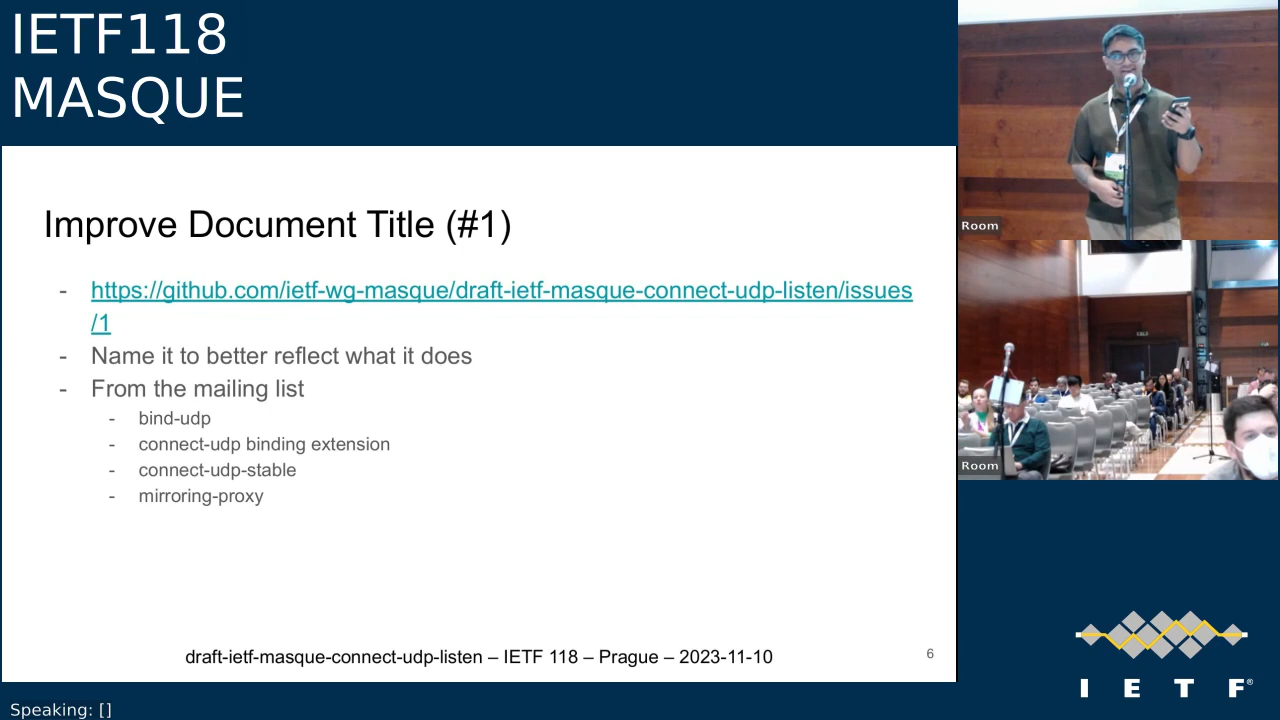 IETF118
MASQUE
Improve Document Title (#1)
- https://github.com/ietf-wg-masque/draft-ietf-masque-connect-udp-listen/issues
/1
- Name it to better reflect what it does
- From the mailing list
- bind-udp
- connect-udp binding extension
- connect-udp-stable
- mirroring-proxy
draft-ietf-masque-connect-udp-listen – IETF 118 – Prague – 2023-11-10
6
Room
Room
I E T F®
Speaking: []